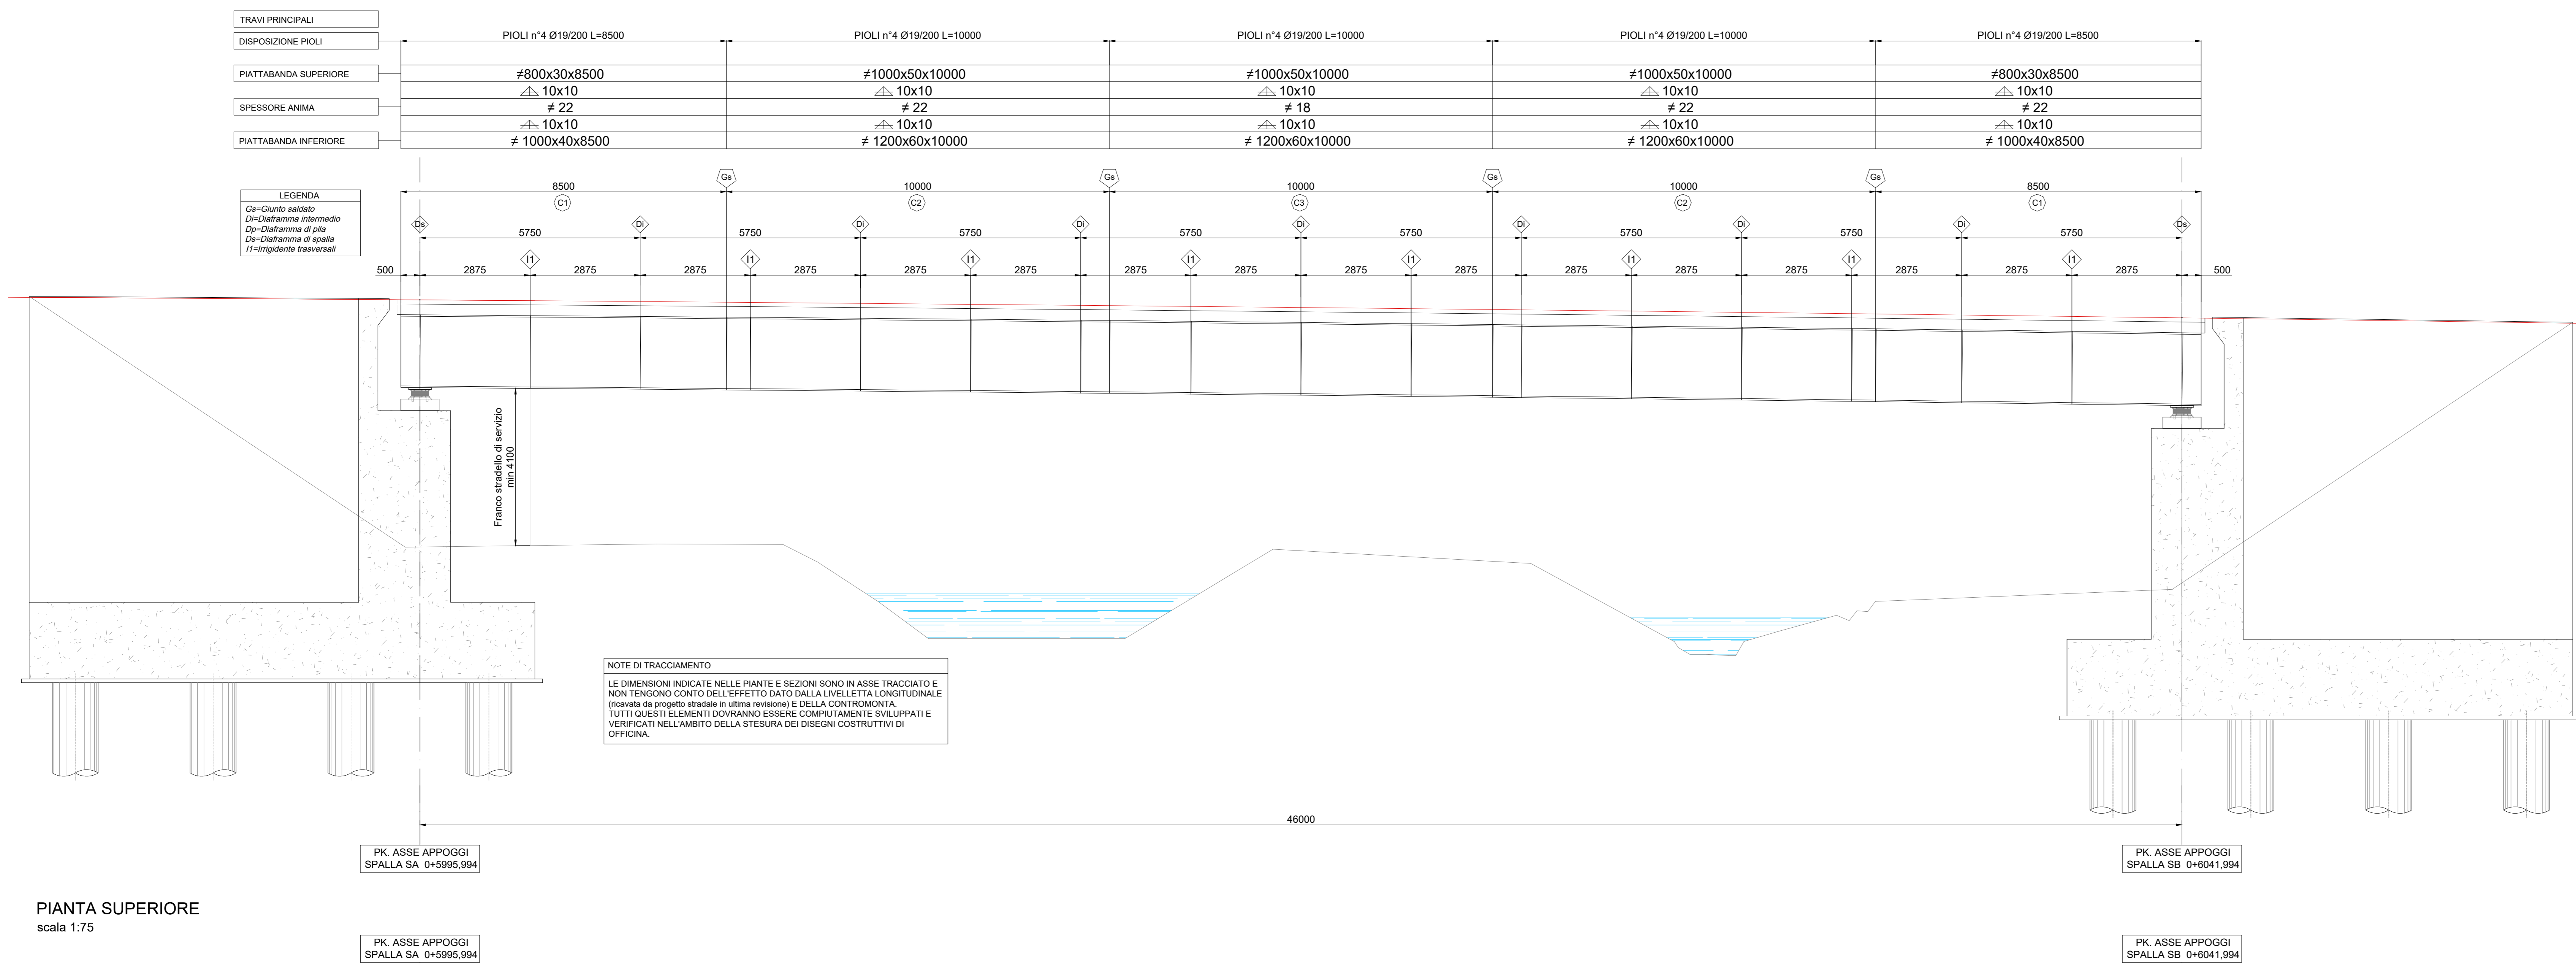 TRAVI PRINCIPALI
DISPOSIZIONE PIOLI
PIOLI n°4 Ø19/200 L=8500 PIOLI n°4 Ø19/200 L=10000 PIOLI n°4 Ø19/200 L=10000 PIOLI n°4 Ø19/200 L=10000 PIOLI n°4 Ø19/200 L=8500
PIATTABANDA SUPERIORE ≠800x30x8500 ≠1000x50x10000 ≠1000x50x10000 ≠1000x50x10000 ≠800x30x8500
10x10 10x10 10x10 10x10 10x10
SPESSORE ANIMA ≠ 22 ≠ 22 ≠ 18 ≠ 22 ≠ 22
10x10 10x10 10x10 10x10 10x10
PIATTABANDA INFERIORE ≠ 1000x40x8500 ≠ 1200x60x10000 ≠ 1200x60x10000 ≠ 1200x60x10000 ≠ 1000x40x8500
LEGENDA
Gs=Giunto saldato
Di=Diaframma intermedio
Dp=Diaframma di pila
Ds=Diaframma di spalla
I1=Irrigidente trasversali
Gs Gs Gs Gs
8500 10000 10000 10000 8500
C1 C2 C3 C2 C1
Ds Di Di Di Di Di Di Di Ds
5750 5750 5750 5750 5750 5750 5750 5750
I1 I1 I1 I1 I1 I1 I1 I1
500 2875 2875 2875 2875 2875 2875 2875 2875 2875 2875 2875 2875 2875 2875 2875 2875 500
Franco stradello di servizio
min 4100
NOTE DI TRACCIAMENTO
LE DIMENSIONI INDICATE NELLE PIANTE E SEZIONI SONO IN ASSE TRACCIATO E
NON TENGONO CONTO DELL'EFFETTO DATO DALLA LIVELLETTA LONGITUDINALE
(ricavata da progetto stradale in ultima revisione) E DELLA CONTROMONTA.
TUTTI QUESTI ELEMENTI DOVRANNO ESSERE COMPIUTAMENTE SVILUPPATI E
VERIFICATI NELL'AMBITO DELLA STESURA DEI DISEGNI COSTRUTTIVI DI
OFFICINA.
46000
PK. ASSE APPOGGI
SPALLA SA 0+5995,994
PK. ASSE APPOGGI
SPALLA SB 0+6041,994
PIANTA SUPERIORE
scala 1:75
PK. ASSE APPOGGI
SPALLA SA 0+5995,994
PK. ASSE APPOGGI
SPALLA SB 0+6041,994